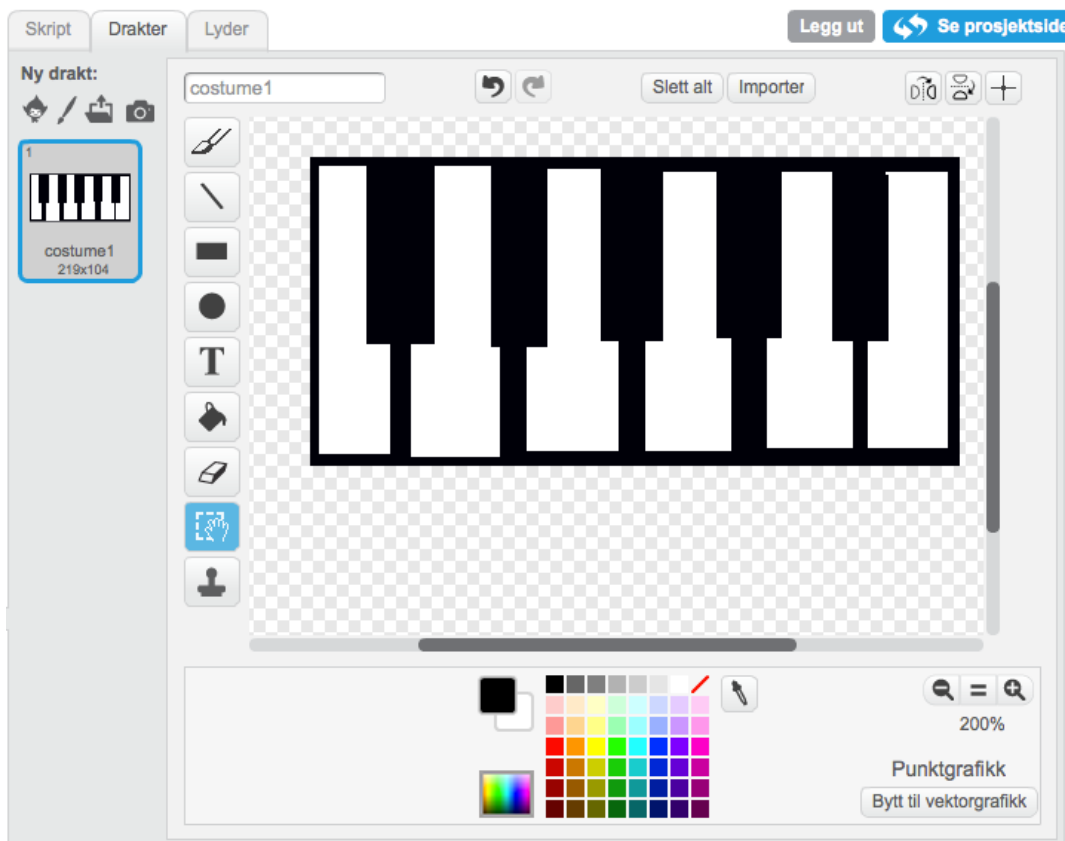 Skript
Drakter
Lyder
Legg ut
Se prosjektside
Ny drakt:
costume1
Slett alt
Importer
1
costume1
219x104
T
200%
Punktgrafikk
Bytt til vektorgrafikk